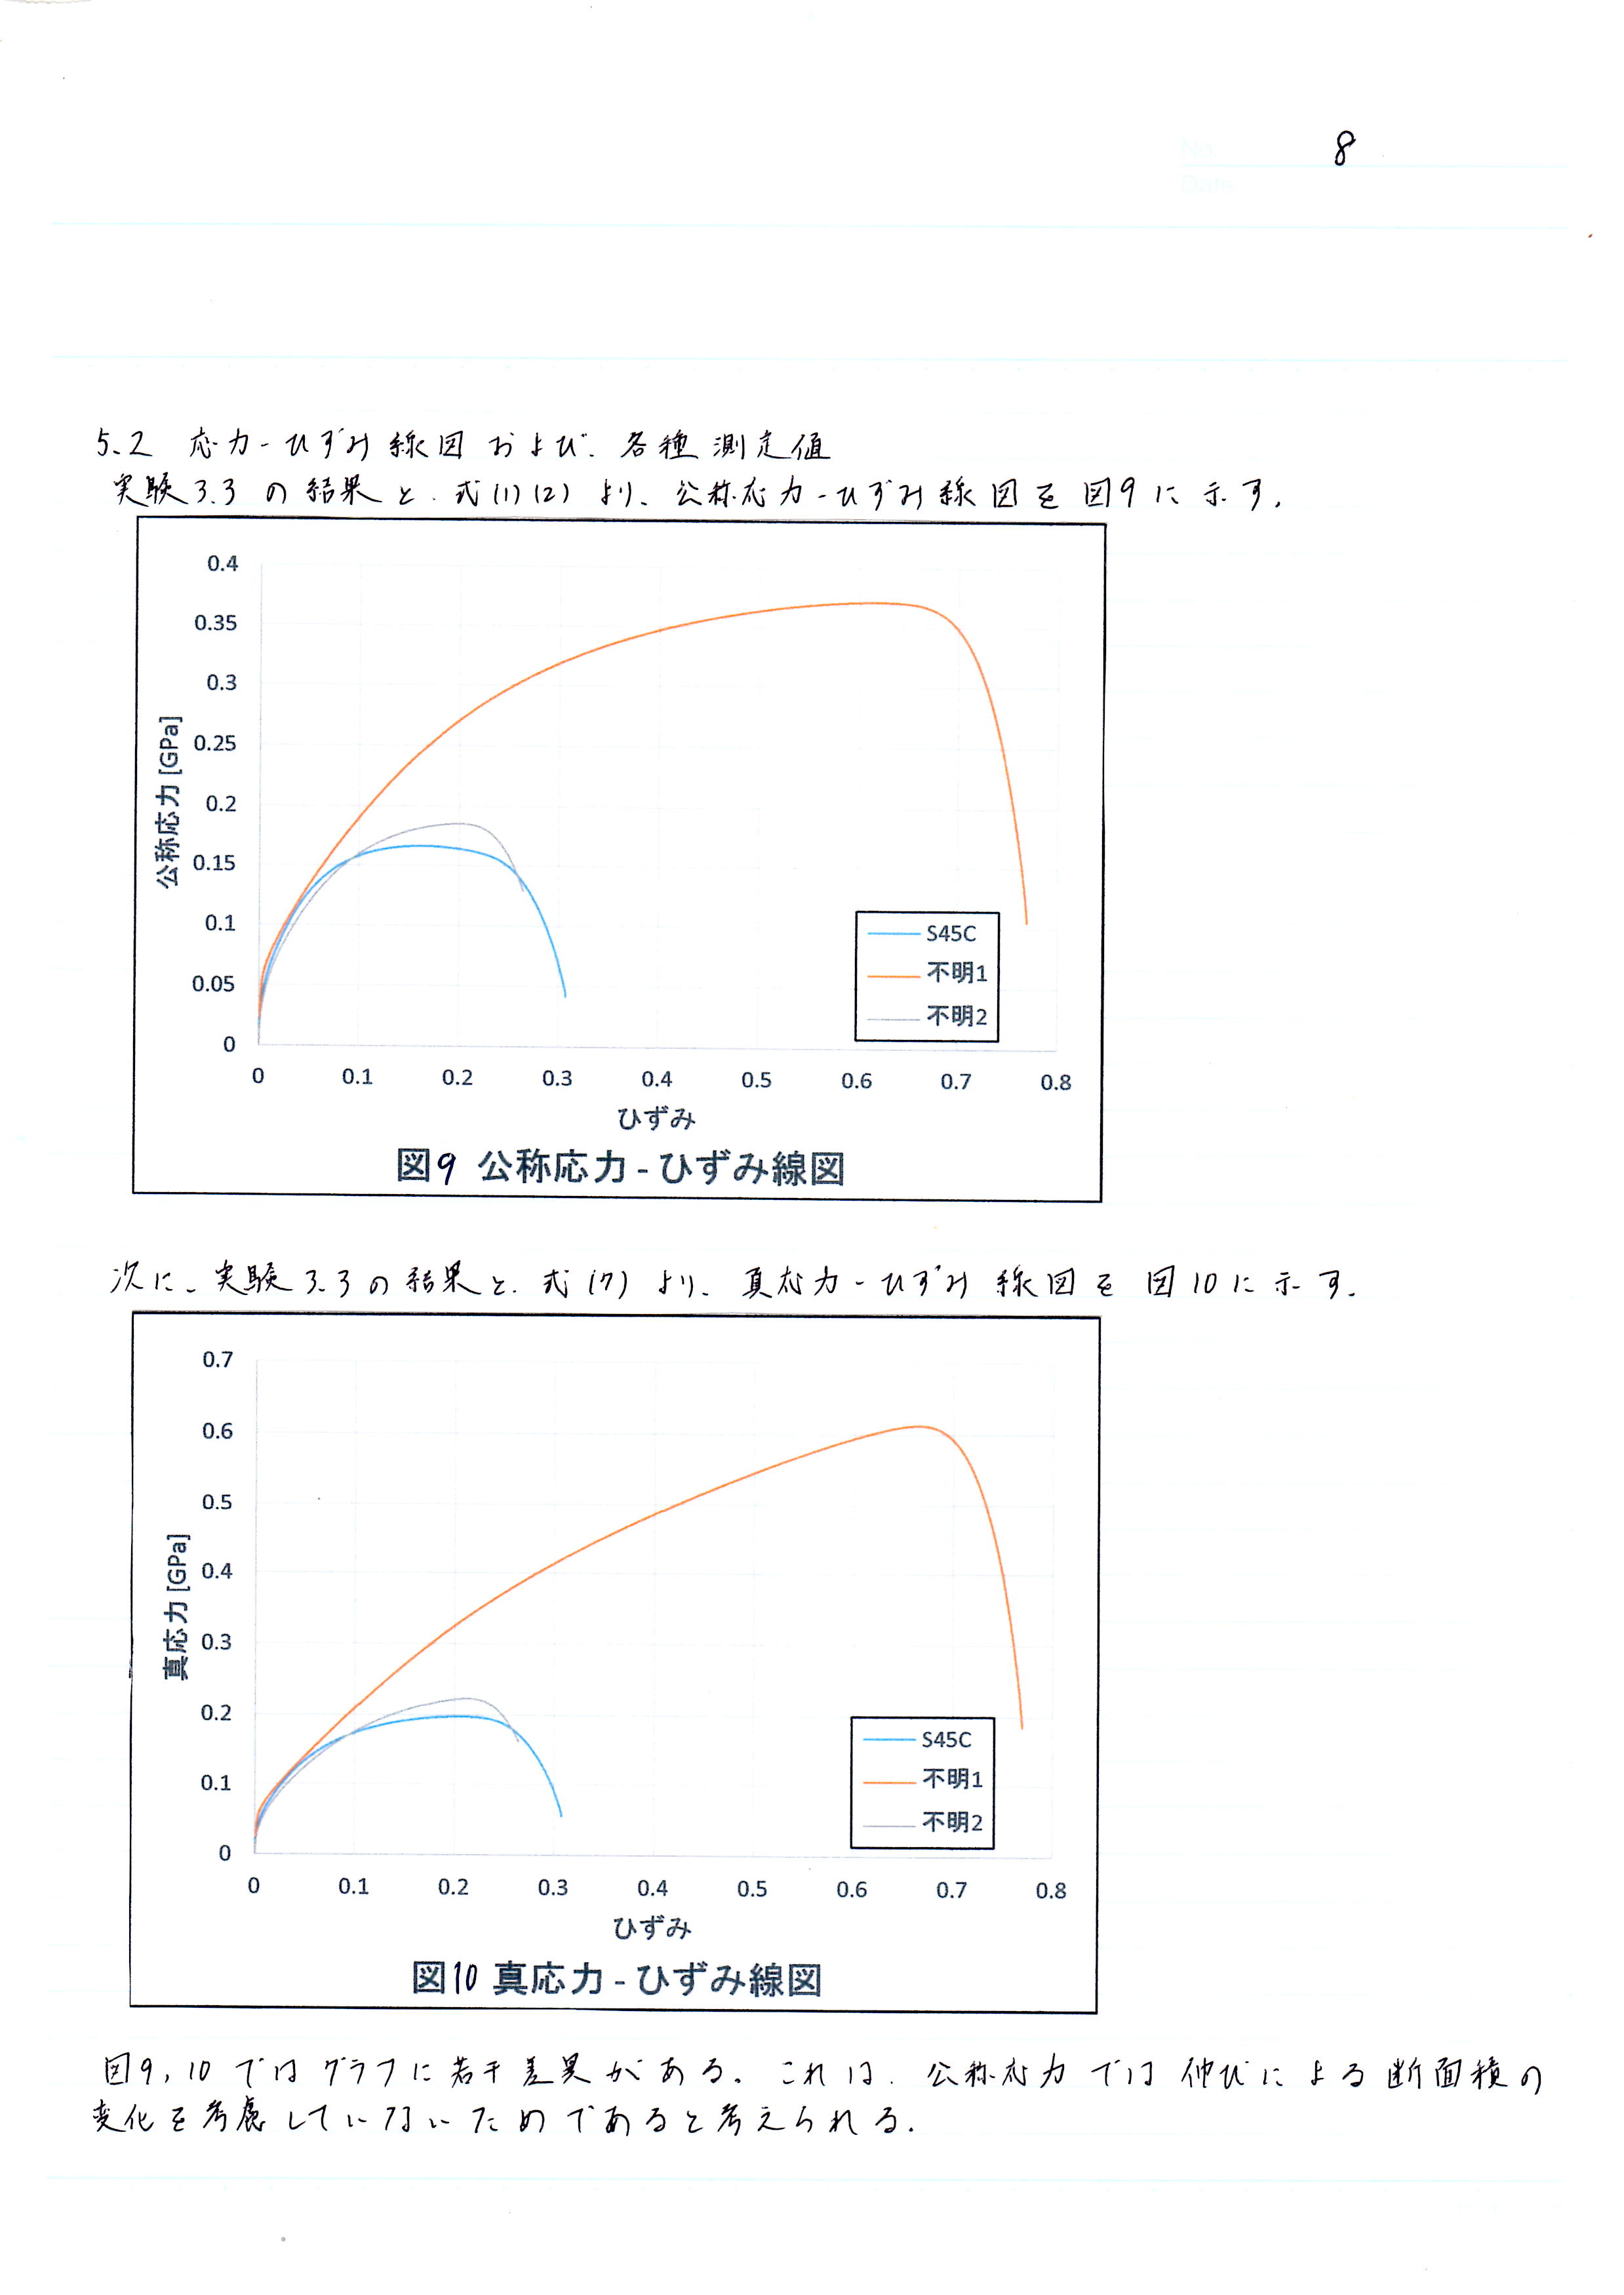 No.
8
Date
5.2 応力-ひずみ線図および、各種測定値
実験3.3の結果と、式(1)(2)より、公称応力-ひずみ線図を図9に示す。
0.4
0.35
0.3
0.25
0.2
0.15
0.1
0.05
0
公称応力 [GPa]
S45C
不明1
不明2
0 0.1 0.2 0.3 0.4 0.5 0.6 0.7 0.8
ひずみ
図9 公称応力 - ひずみ線図
次に、実験3.3の結果と、式(7)より、真応力-ひずみ線図を図10に示す。
0.7
0.6
0.5
0.4
0.3
0.2
0.1
0
真応力 [GPa]
S45C
不明1
不明2
0 0.1 0.2 0.3 0.4 0.5 0.6 0.7 0.8
ひずみ
図10 真応力 - ひずみ線図
図9,10ではグラフに若干差異がある。これは、公称応力では伸びによる断面積の
変化を考慮していないためであると考えられる。